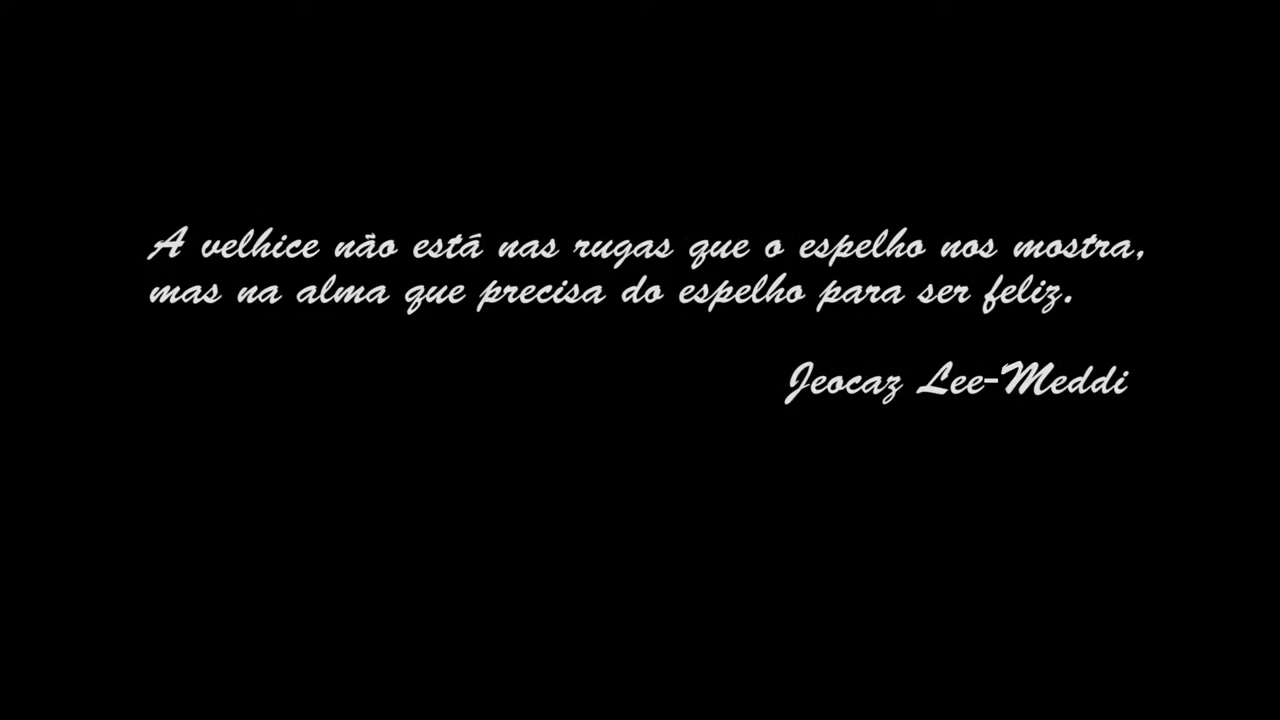 A velhice não está nas rugas que o espelho nos mostra,
mas na alma que precisa do espelho para ser feliz.
Jeocaz Lee-Meddi